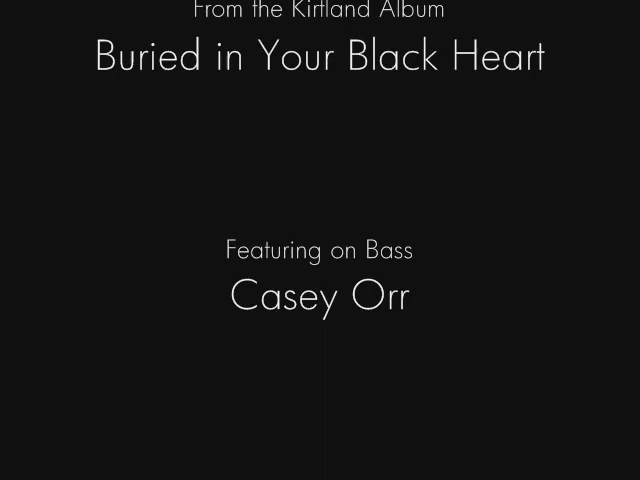 From the Kirtland Album
Buried in Your Black Heart
Featuring on Bass
Casey Orr